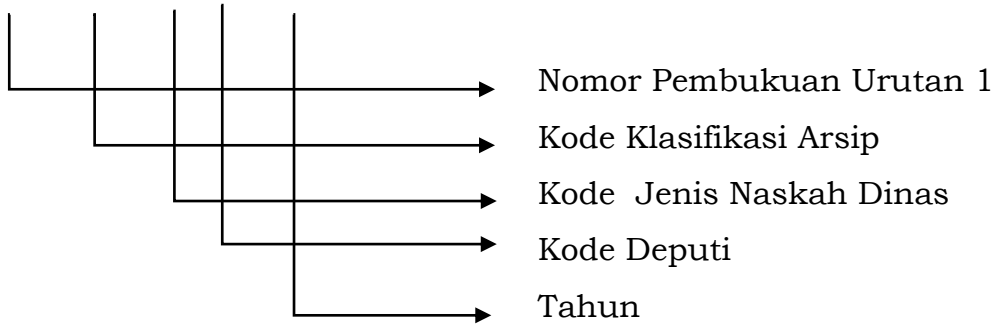 Nomor Pembukuan Urutan 1
Kode Klasifikasi Arsip
Kode  Jenis Naskah Dinas
Kode Deputi
Tahun